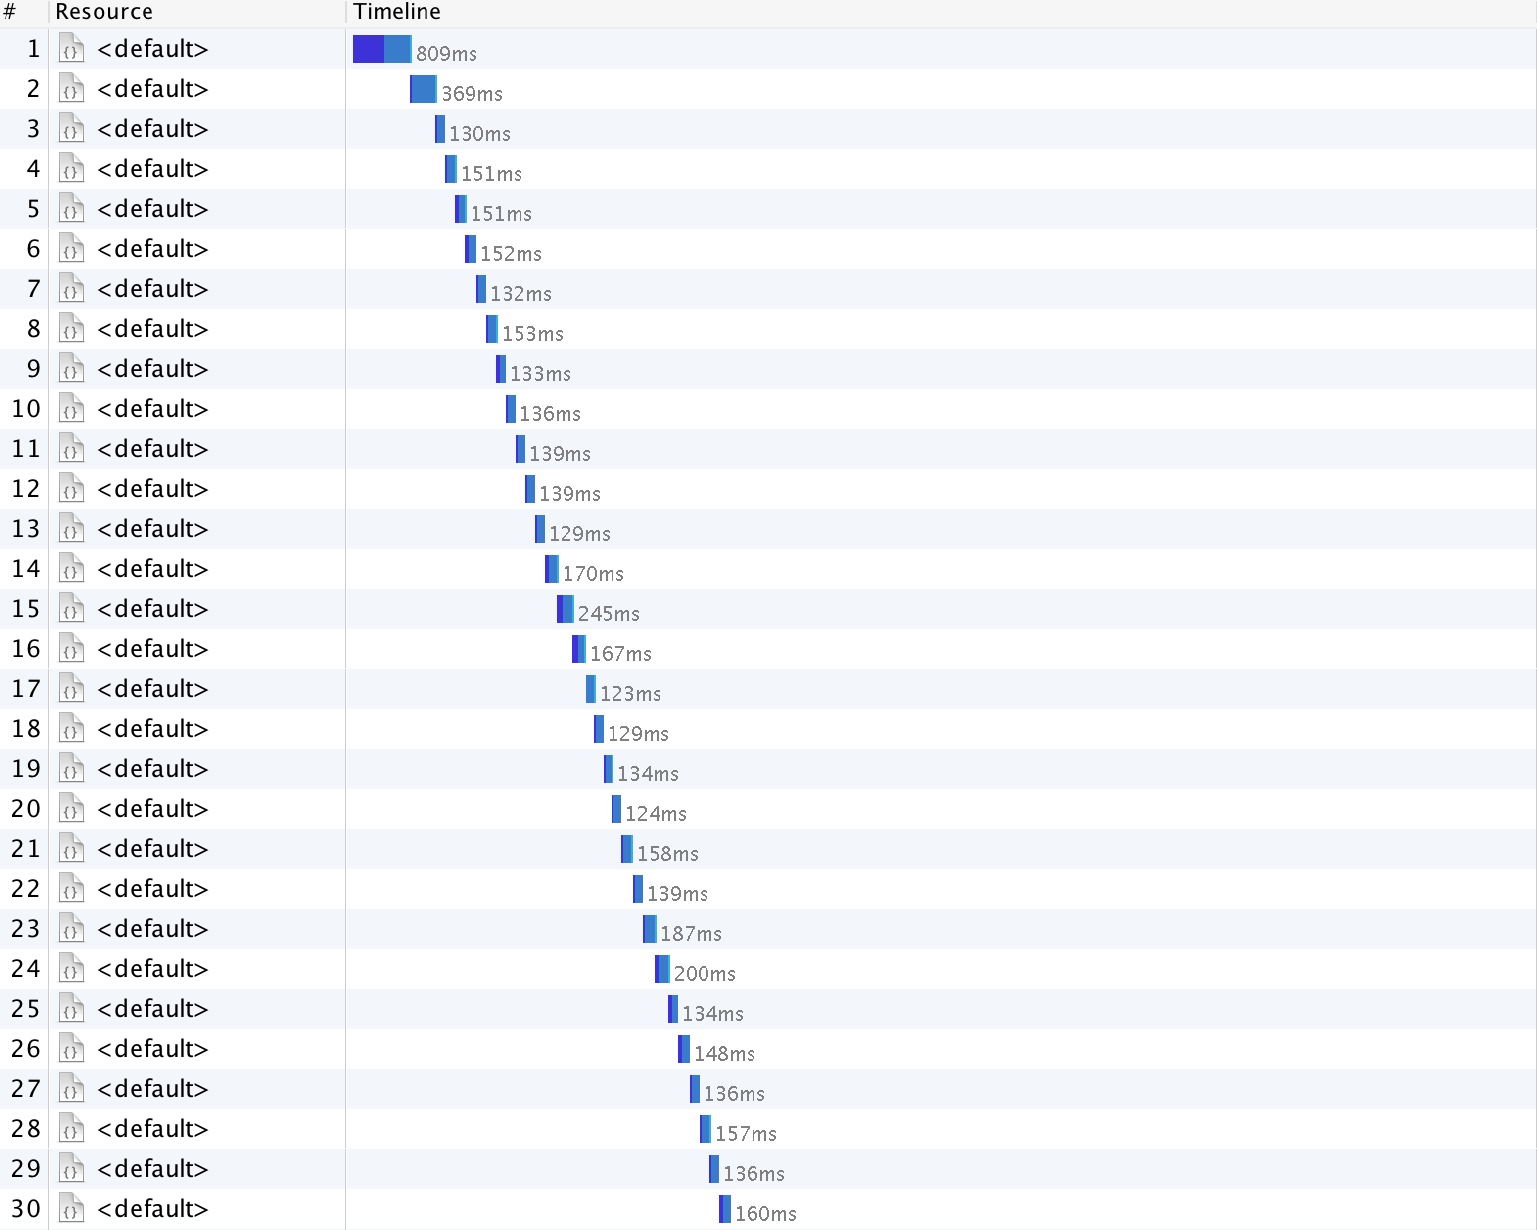 # Resource Timeline
1 {} <default> 809ms
2 {} <default> 369ms
3 {} <default> 130ms
4 {} <default> 151ms
5 {} <default> 151ms
6 {} <default> 152ms
7 {} <default> 132ms
8 {} <default> 153ms
9 {} <default> 133ms
10 {} <default> 136ms
11 {} <default> 139ms
12 {} <default> 139ms
13 {} <default> 129ms
14 {} <default> 170ms
15 {} <default> 245ms
16 {} <default> 167ms
17 {} <default> 123ms
18 {} <default> 129ms
19 {} <default> 134ms
20 {} <default> 124ms
21 {} <default> 158ms
22 {} <default> 139ms
23 {} <default> 187ms
24 {} <default> 200ms
25 {} <default> 134ms
26 {} <default> 148ms
27 {} <default> 136ms
28 {} <default> 157ms
29 {} <default> 136ms
30 {} <default> 160ms